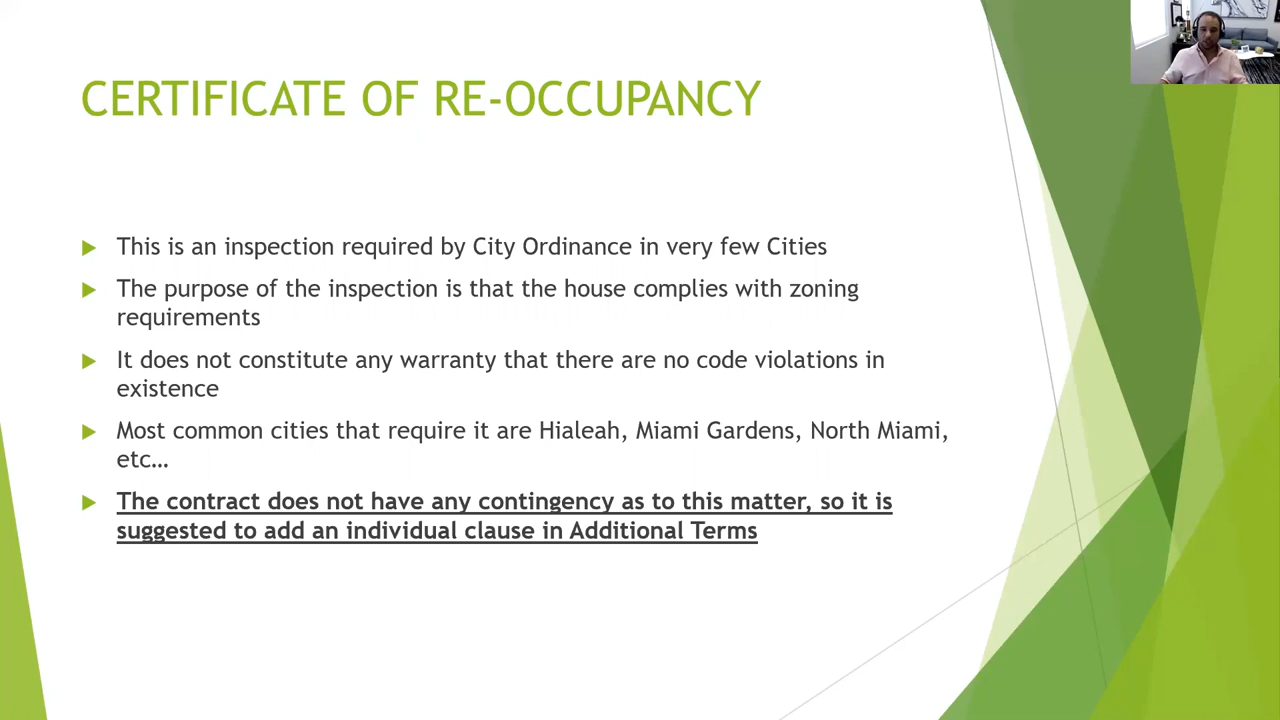 CERTIFICATE OF RE-OCCUPANCY
This is an inspection required by City Ordinance in very few Cities
The purpose of the inspection is that the house complies with zoning
requirements
It does not constitute any warranty that there are no code violations in
existence
Most common cities that require it are Hialeah, Miami Gardens, North Miami,
etc…
The contract does not have any contingency as to this matter, so it is
suggested to add an individual clause in Additional Terms